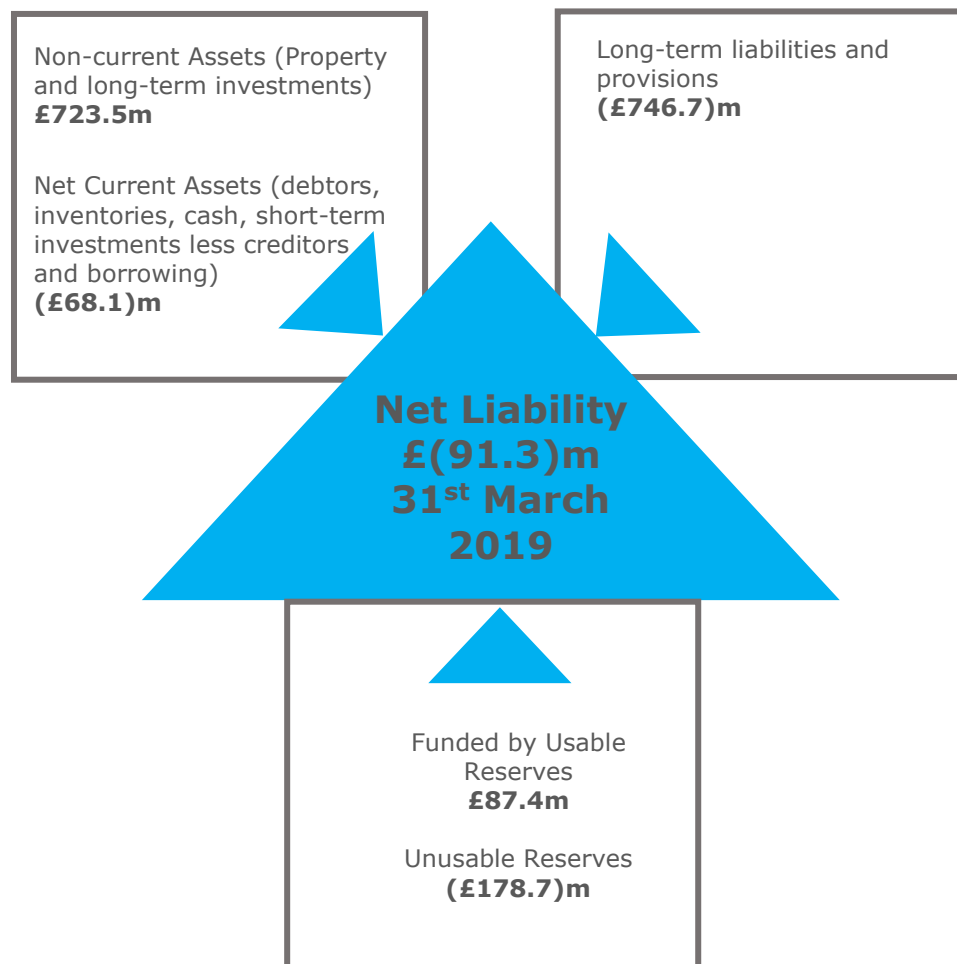 Non-current Assets (Property
and long-term investments)
£723.5m
Net Current Assets (debtors,
inventories, cash, short-term
investments less creditors
and borrowing)
(£68.1)m
Long-term liabilities and
provisions
(£746.7)m
Net Liability
£(91.3)m
31st March
2019
Funded by Usable
Reserves
£87.4m
Unusable Reserves
(£178.7)m